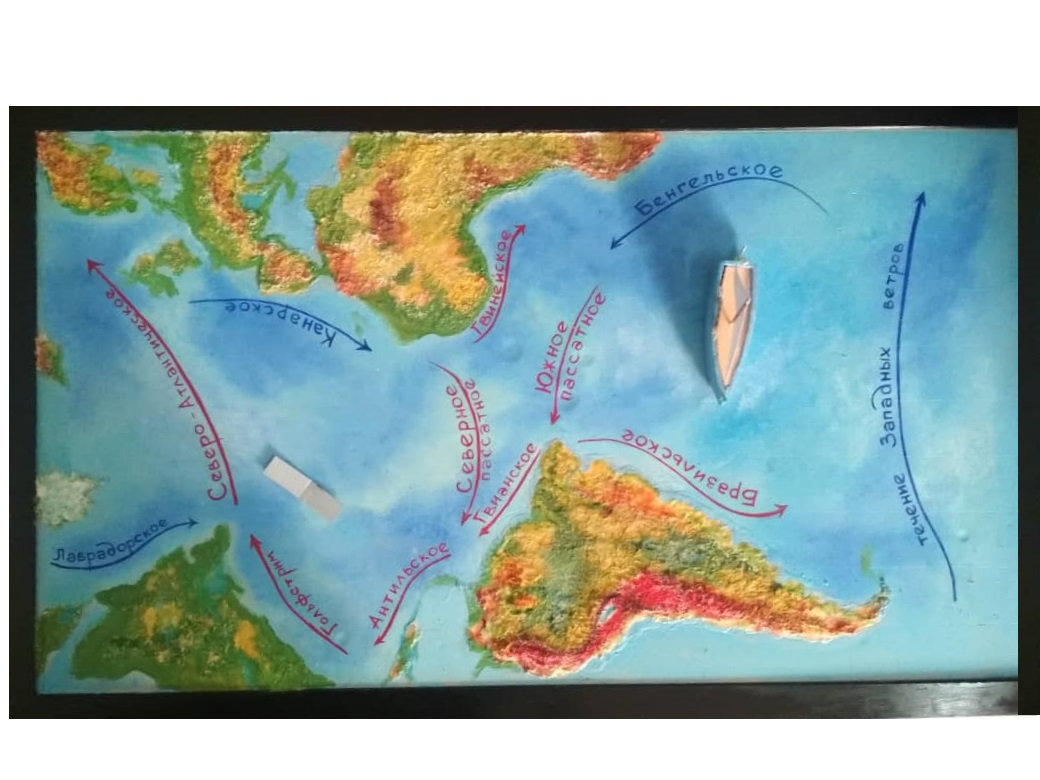 Бенгельское
Гвинейское
Канарское
Северо-Атлантическое
Южное
пассатное
Северное
пассатное
течение Западных ветров
Бразильское
Гвианское
Лабрадорское
Гольфстрим
Антильское